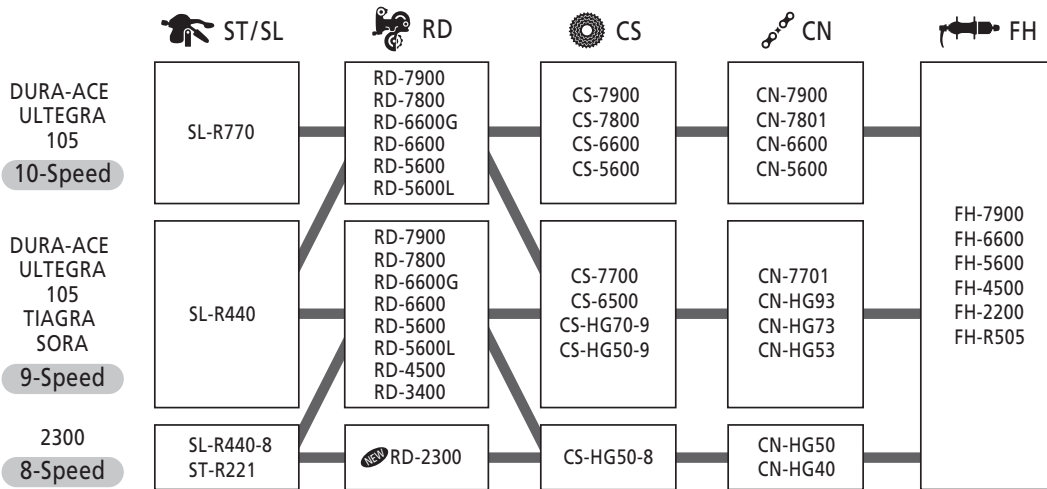 ST/SL
RD
CS
CN
FH
DURA-ACE
ULTEGRA
105
10-Speed
SL-R770
RD-7900
RD-7800
RD-6600G
RD-6600
RD-5600
RD-5600L
CS-7900
CS-7800
CS-6600
CS-5600
CN-7900
CN-7801
CN-6600
CN-5600
FH-7900
FH-6600
FH-5600
FH-4500
FH-2200
FH-R505
DURA-ACE
ULTEGRA
105
TIAGRA
SORA
9-Speed
SL-R440
RD-7900
RD-7800
RD-6600G
RD-6600
RD-5600
RD-5600L
RD-4500
RD-3400
CS-7700
CS-6500
CS-HG70-9
CS-HG50-9
CN-7701
CN-HG93
CN-HG73
CN-HG53
2300
8-Speed
SL-R440-8
ST-R221
NEW RD-2300
CS-HG50-8
CN-HG50
CN-HG40